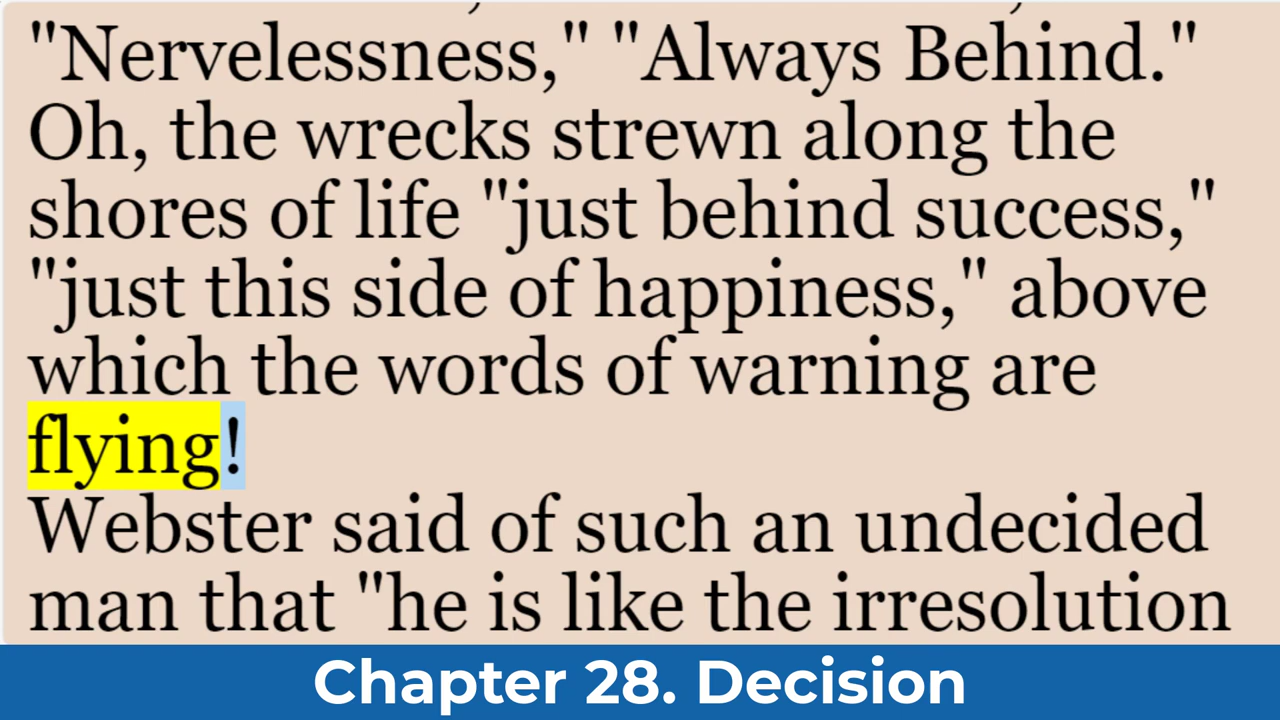 "Nervelessness," "Always Behind."
Oh, the wrecks strewn along the
shores of life "just behind success,"
"just this side of happiness," above
which the words of warning are
flying!
Webster said of such an undecided
man that "he is like the irresolution
Chapter 28. Decision